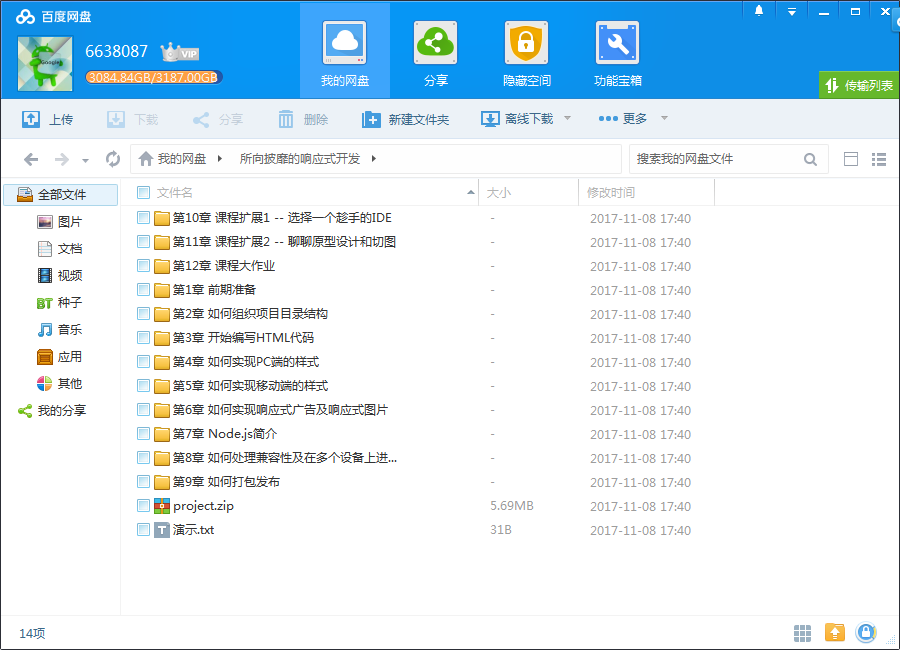 百度网盘
6638087 VIP
3084.84GB/3187.00GB
我的网盘 分享 隐藏空间 功能宝箱
传输列表
上传 下载 分享 删除 新建文件夹 离线下载 更多
我的网盘 所向披靡的响应式开发 搜索我的网盘文件
全部文件
图片
文档
视频
BT 种子
音乐
应用
其他
我的分享
文件名 大小 修改时间
第10章 课程扩展1 -- 选择一个趁手的IDE - 2017-11-08 17:40
第11章 课程扩展2 -- 聊聊原型设计和切图 - 2017-11-08 17:40
第12章 课程大作业 - 2017-11-08 17:40
第1章 前期准备 - 2017-11-08 17:40
第2章 如何组织项目目录结构 - 2017-11-08 17:40
第3章 开始编写HTML代码 - 2017-11-08 17:40
第4章 如何实现PC端的样式 - 2017-11-08 17:40
第5章 如何实现移动端的样式 - 2017-11-08 17:40
第6章 如何实现响应式广告及响应式图片 - 2017-11-08 17:40
第7章 Node.js简介 - 2017-11-08 17:40
第8章 如何处理兼容性及在多个设备上进... - 2017-11-08 17:40
第9章 如何打包发布 - 2017-11-08 17:40
project.zip 5.69MB 2017-11-08 17:40
T 演示.txt 31B 2017-11-08 17:40
14项